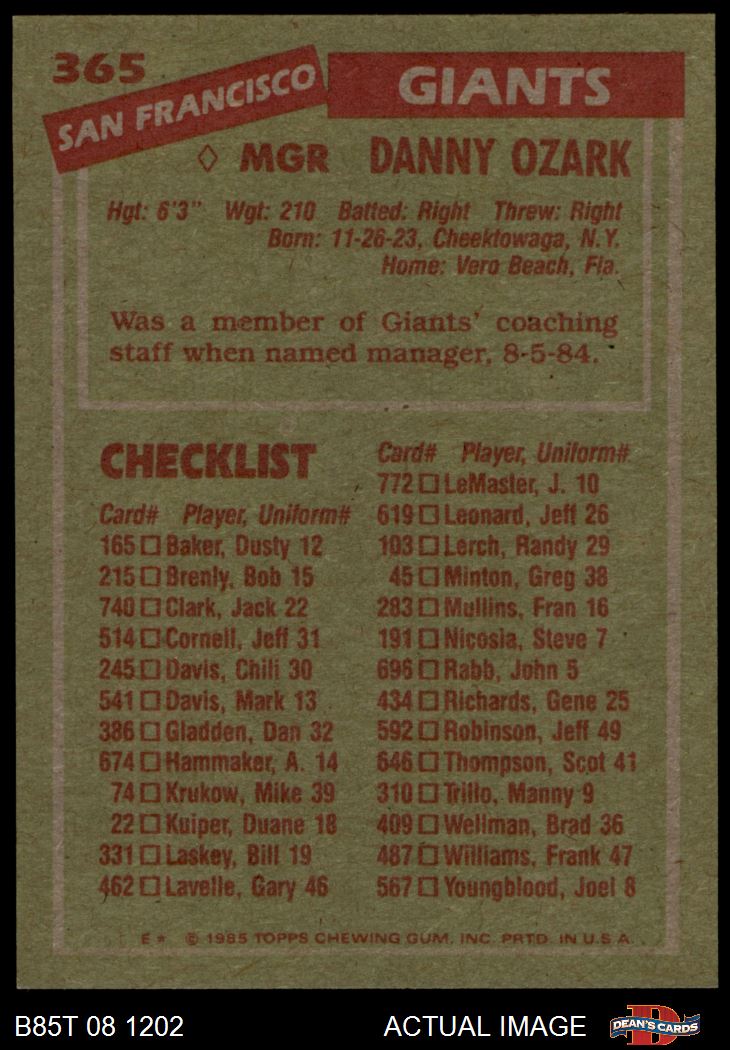 365
SAN FRANCISCO GIANTS
◊ MGR DANNY OZARK
Hgt: 6'3" Wgt: 210 Batted: Right Threw: Right
Born: 11-26-23, Cheektowaga, N.Y.
Home: Vero Beach, Fla.
Was a member of Giants' coaching
staff when named manager, 8-5-84.
CHECKLIST
Card# Player, Uniform#
165 □ Baker, Dusty 12
215 □ Brenly, Bob 15
740 □ Clark, Jack 22
514 □ Cornell, Jeff 31
245 □ Davis, Chili 30
541 □ Davis, Mark 13
386 □ Gladden, Dan 32
674 □ Hammaker, A. 14
74 □ Krukow, Mike 39
22 □ Kuiper, Duane 18
331 □ Laskey, Bill 19
462 □ Lavelle, Gary 46
Card# Player, Uniform#
772 □ LeMaster, J. 10
619 □ Leonard, Jeff 26
103 □ Lerch, Randy 29
45 □ Minton, Greg 38
283 □ Mullins, Fran 16
191 □ Nicosia, Steve 7
696 □ Rabb, John 5
434 □ Richards, Gene 25
592 □ Robinson, Jeff 49
646 □ Thompson, Scot 41
310 □ Trillo, Manny 9
409 □ Wellman, Brad 36
487 □ Williams, Frank 47
567 □ Youngblood, Joel 8
E* © 1985 TOPPS CHEWING GUM, INC. PRTD. IN U.S.A.
B85T 08 1202 ACTUAL IMAGE DEAN'S CARDS